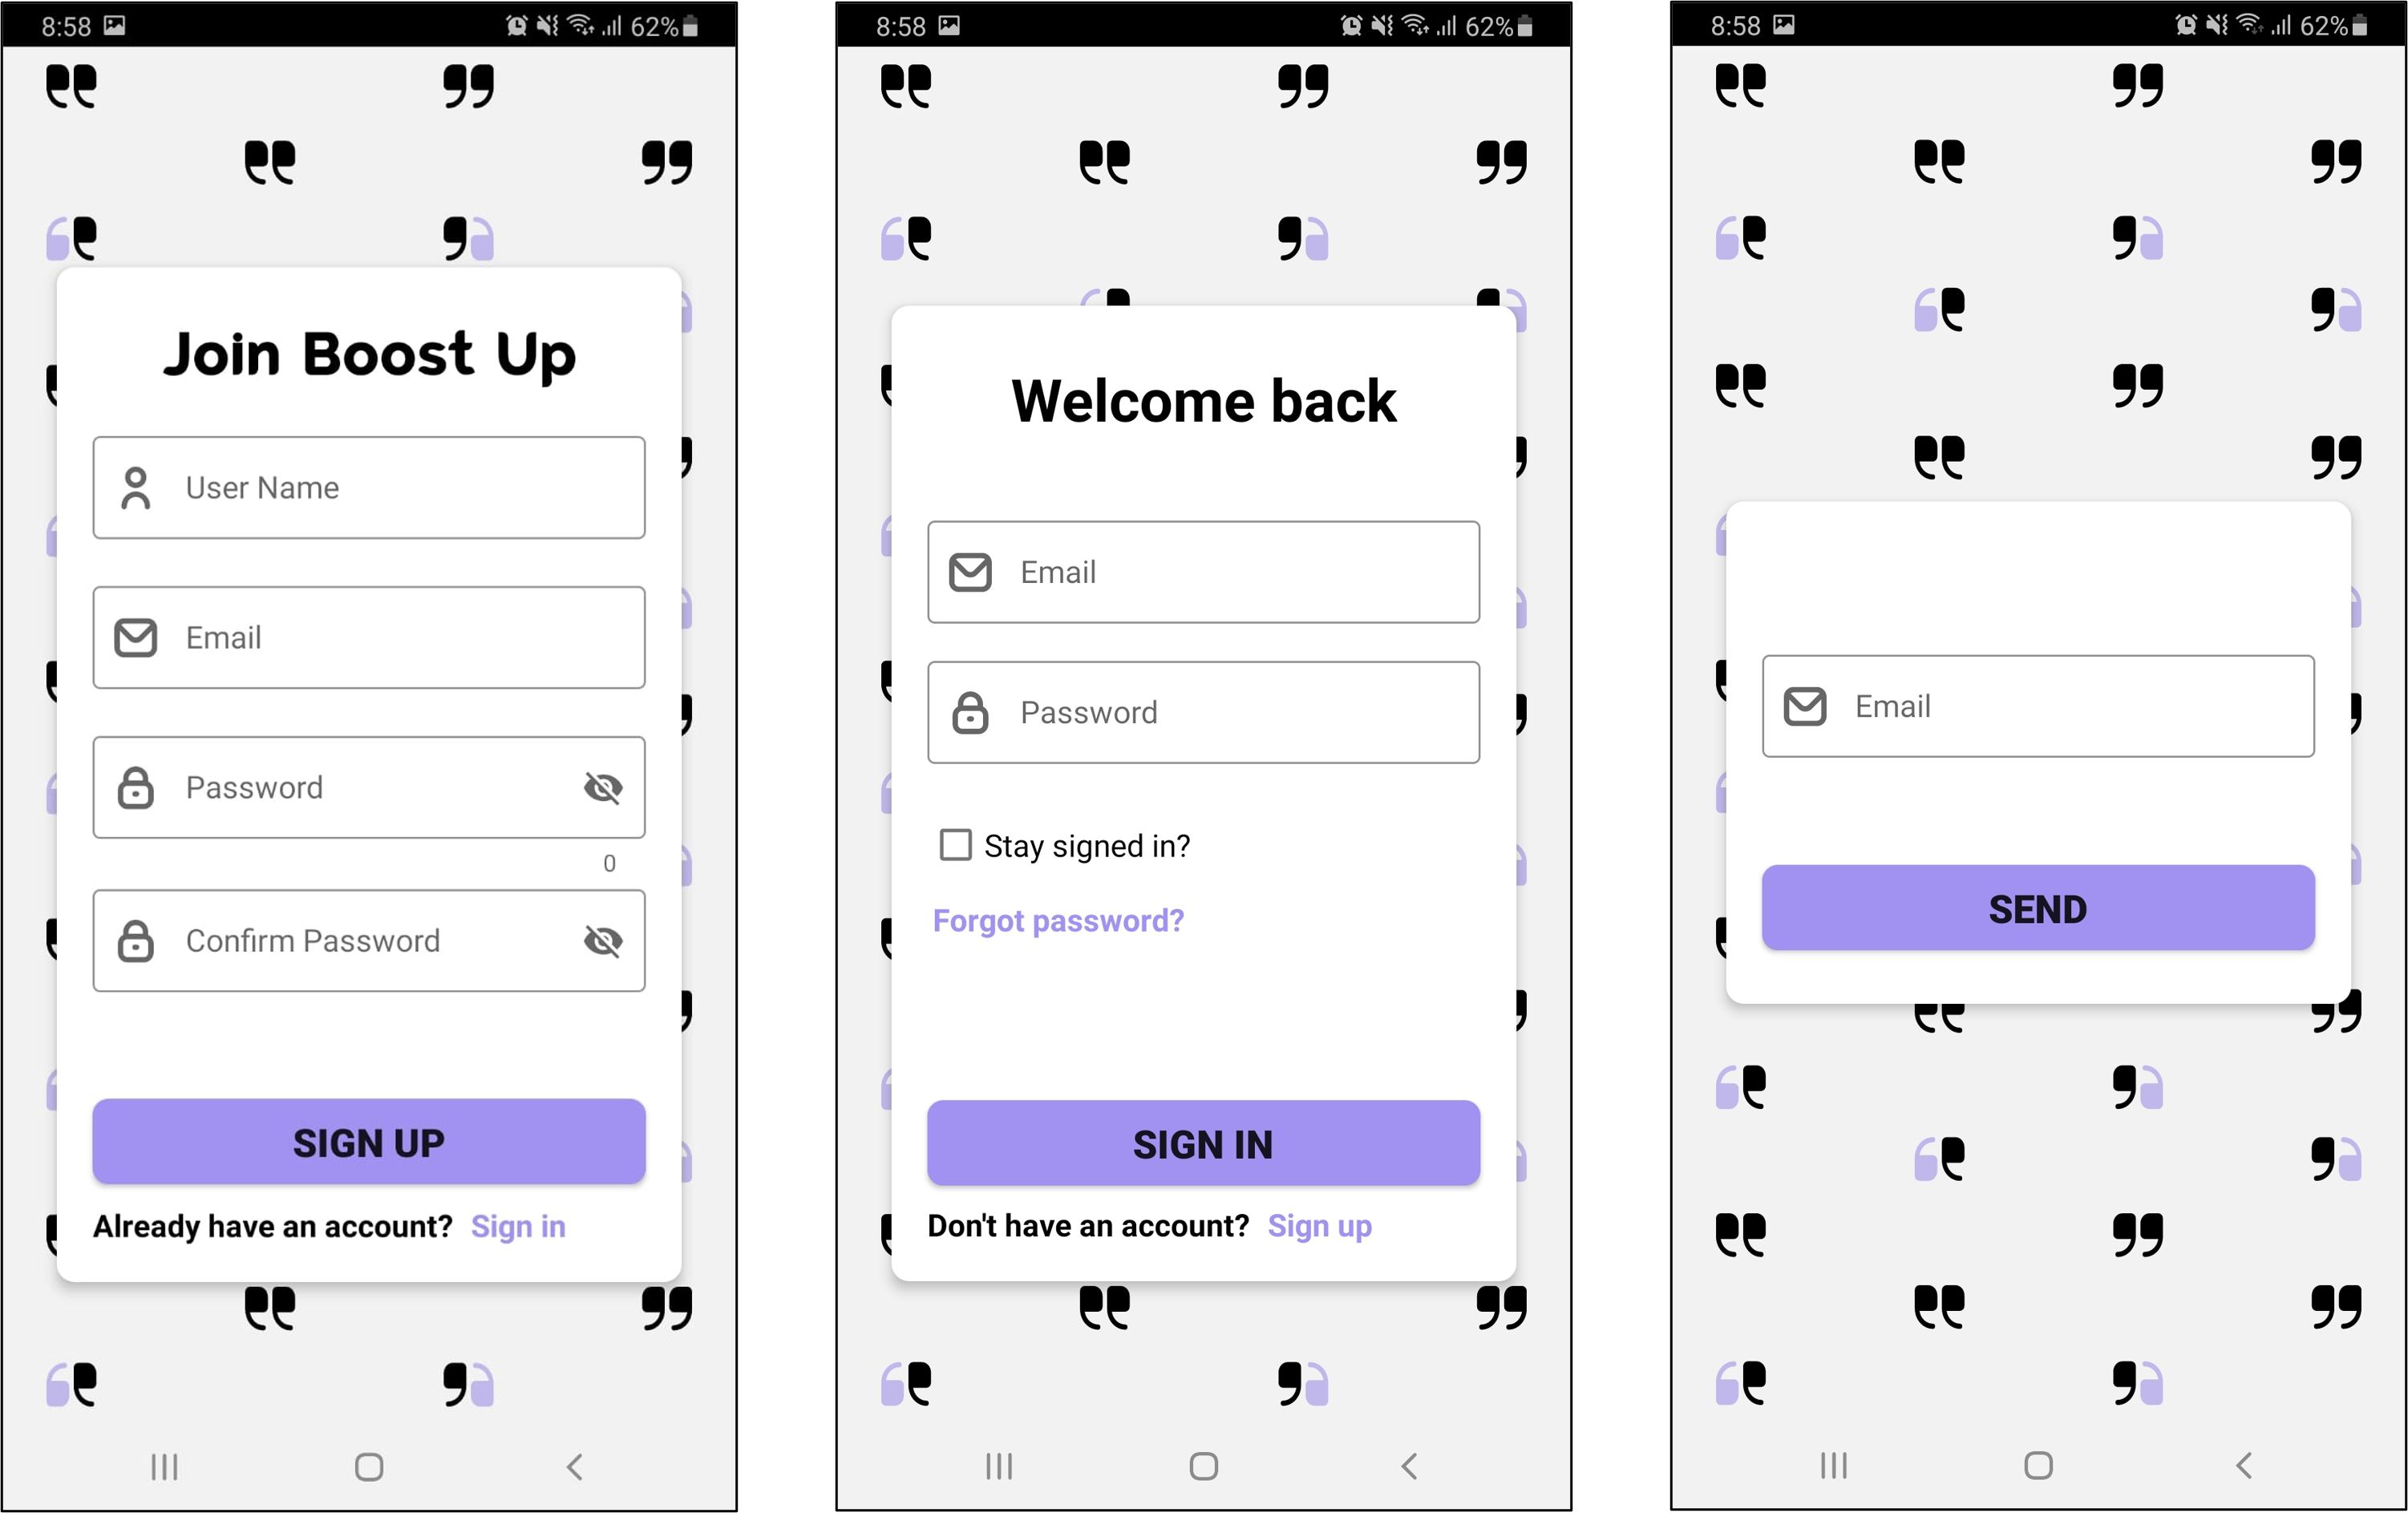 8:58 62%
Join Boost Up
User Name
Email
Password
0
Confirm Password
SIGN UP
Already have an account? Sign in
8:58 62%
Welcome back
Email
Password
Stay signed in?
Forgot password?
SIGN IN
Don't have an account? Sign up
8:58 62%
Email
SEND